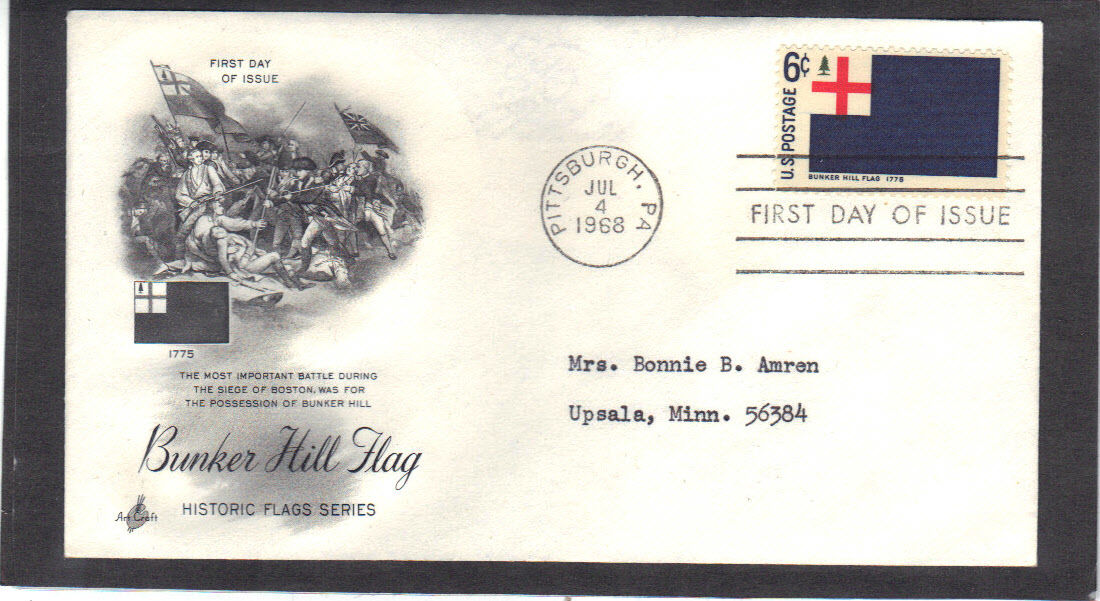 FIRST DAY
OF ISSUE
1775
THE MOST IMPORTANT BATTLE DURING
THE SIEGE OF BOSTON, WAS FOR
THE POSSESSION OF BUNKER HILL
Bunker Hill Flag
HISTORIC FLAGS SERIES
Art Craft
PITTSBURGH, PA
JUL
4
1968
6¢
U.S. POSTAGE
BUNKER HILL FLAG 1775
FIRST DAY OF ISSUE
Mrs. Bonnie B. Amren
Upsala, Minn. 56384